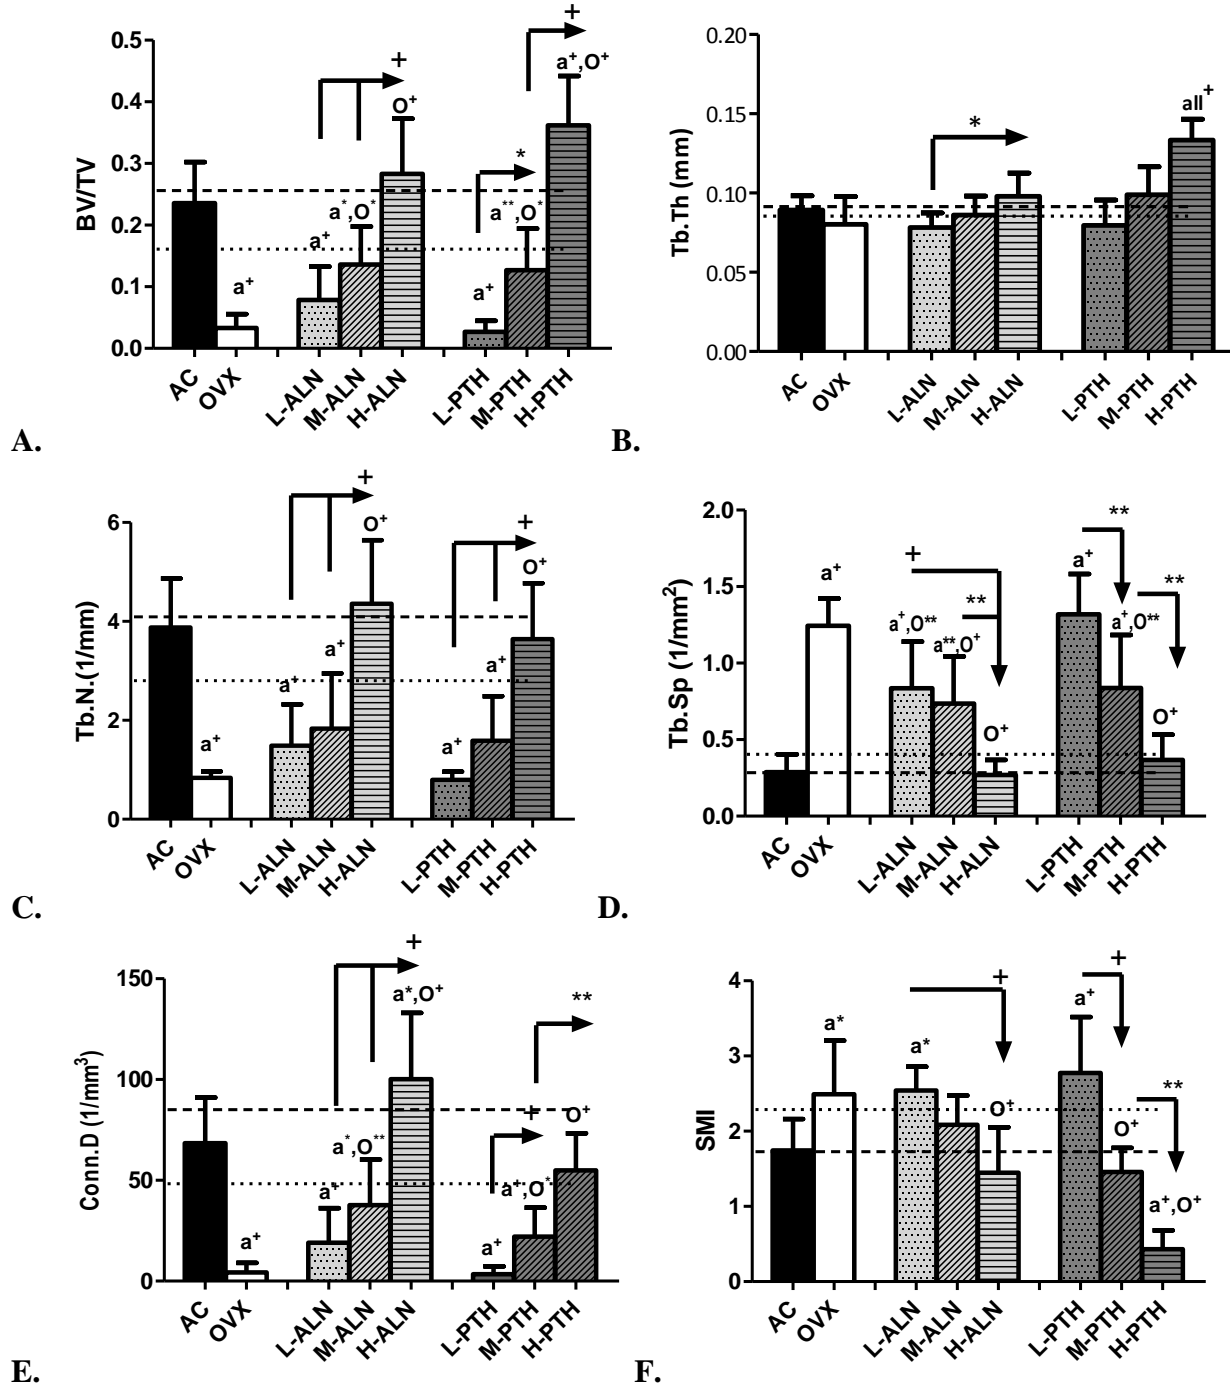 +
+
0.5
0.4
0.3
0.2
0.1
0.0
BV/TV
a⁺
a⁺
a*,O*
O⁺
*
a⁺
a**,O*
a⁺,O⁺
AC
OVX
L-ALN
M-ALN
H-ALN
L-PTH
M-PTH
H-PTH
A.
0.20
0.15
0.10
0.05
0.00
Tb.Th (mm)
*
all⁺
AC
OVX
L-ALN
M-ALN
H-ALN
L-PTH
M-PTH
H-PTH
B.
6
4
2
0
Tb.N.(1/mm)
+
+
a⁺
a⁺
a⁺
O⁺
a⁺
a⁺
O⁺
AC
OVX
L-ALN
M-ALN
H-ALN
L-PTH
M-PTH
H-PTH
C.
2.0
1.5
1.0
0.5
0.0
Tb.Sp (1/mm²)
a⁺
+
**
a⁺,O**
a**,O⁺
O⁺
a⁺
**
**
a⁺,O**
O⁺
AC
OVX
L-ALN
M-ALN
H-ALN
L-PTH
M-PTH
H-PTH
D.
150
100
50
0
Conn.D (1/mm³)
+
a*,O⁺
**
a⁺
a⁺
a*,O**
+
a⁺
a⁺,O*
O⁺
AC
OVX
L-ALN
M-ALN
H-ALN
L-PTH
M-PTH
H-PTH
E.
4
3
2
1
0
SMI
a*
a*
+
O⁺
a⁺
+
O⁺
**
a⁺,O⁺
AC
OVX
L-ALN
M-ALN
H-ALN
L-PTH
M-PTH
H-PTH
F.